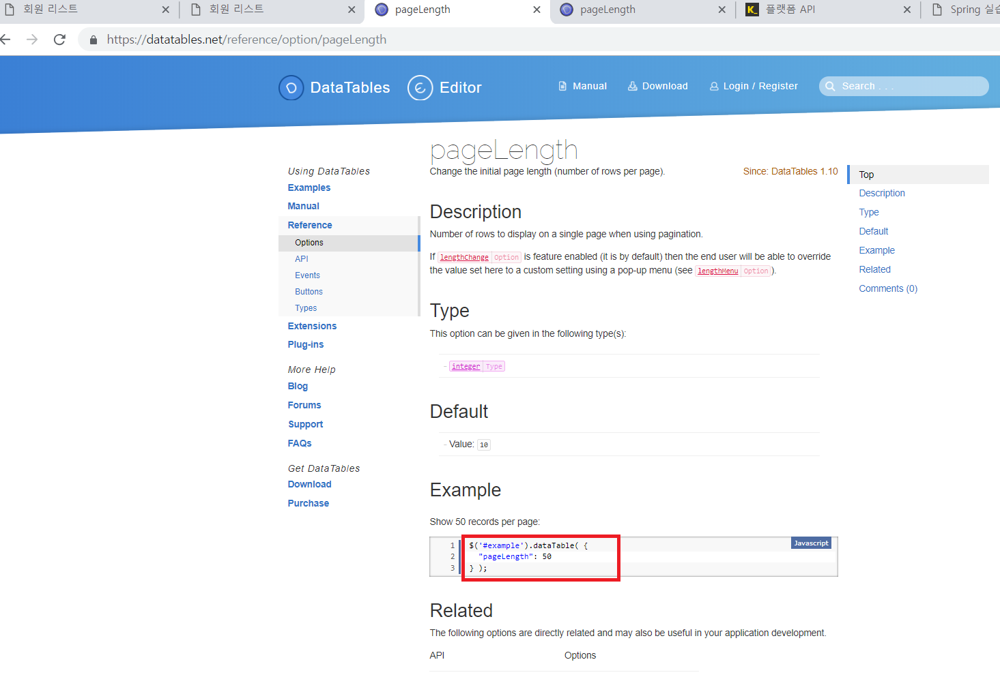 회원 리스트
회원 리스트
pageLength
pageLength
플랫폼 API
Spring 실습
https://datatables.net/reference/option/pageLength
DataTables
Editor
Manual
Download
Login / Register
Search . . .
pageLength
Change the initial page length (number of rows per page).
Since: DataTables 1.10
Using DataTables
Examples
Manual
Reference
Options
API
Events
Buttons
Types
Extensions
Plug-ins
More Help
Blog
Forums
Support
FAQs
Get DataTables
Download
Purchase
Description
Number of rows to display on a single page when using pagination.
If lengthChange Option is feature enabled (it is by default) then the end user will be able to override
the value set here to a custom setting using a pop-up menu (see lengthMenu Option).
Type
This option can be given in the following type(s):
- integer Type
Default
- Value: 10
Example
Show 50 records per page:
Javascript
1 $('#example').dataTable( {
2 "pageLength": 50
3 } );
Related
The following options are directly related and may also be useful in your application development.
API
Options
Top
Description
Type
Default
Example
Related
Comments (0)